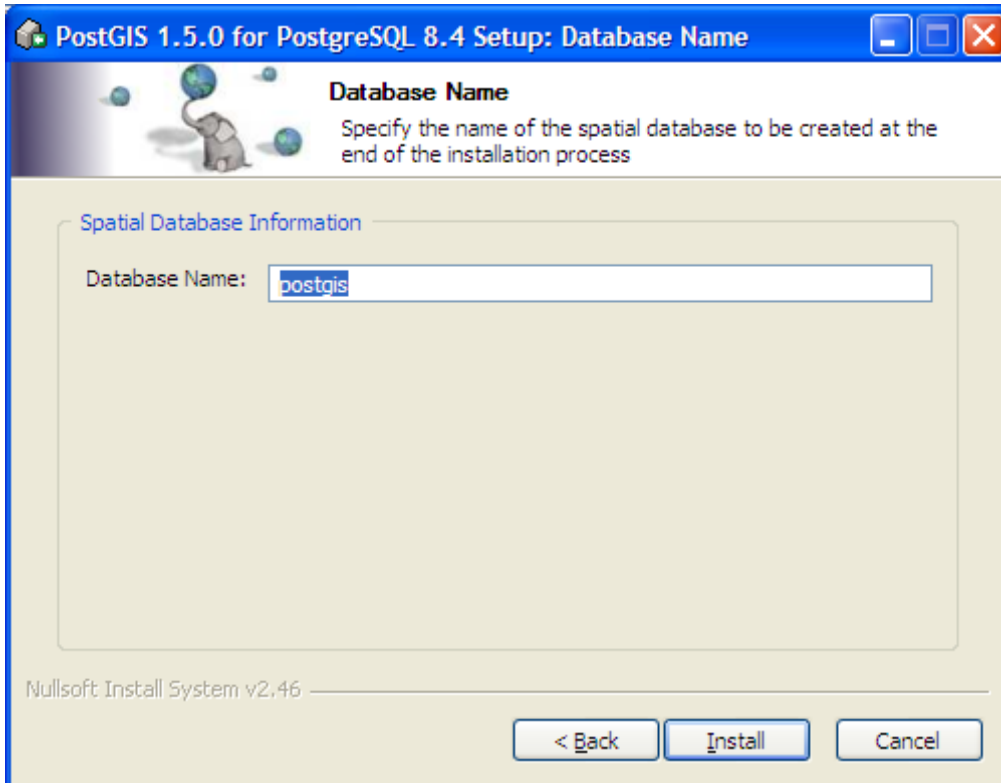 PostGIS 1.5.0 for PostgreSQL 8.4 Setup: Database Name
Database Name
Specify the name of the spatial database to be created at the
end of the installation process
Spatial Database Information
Database Name: postgis
Nullsoft Install System v2.46
< Back Install Cancel